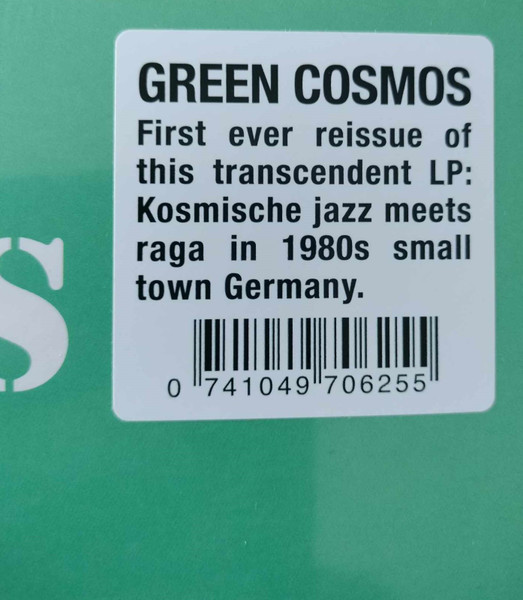 GREEN COSMOS
First ever reissue of
this transcendent LP:
Kosmische jazz meets
raga in 1980s small
town Germany.
S
0 741049 706255